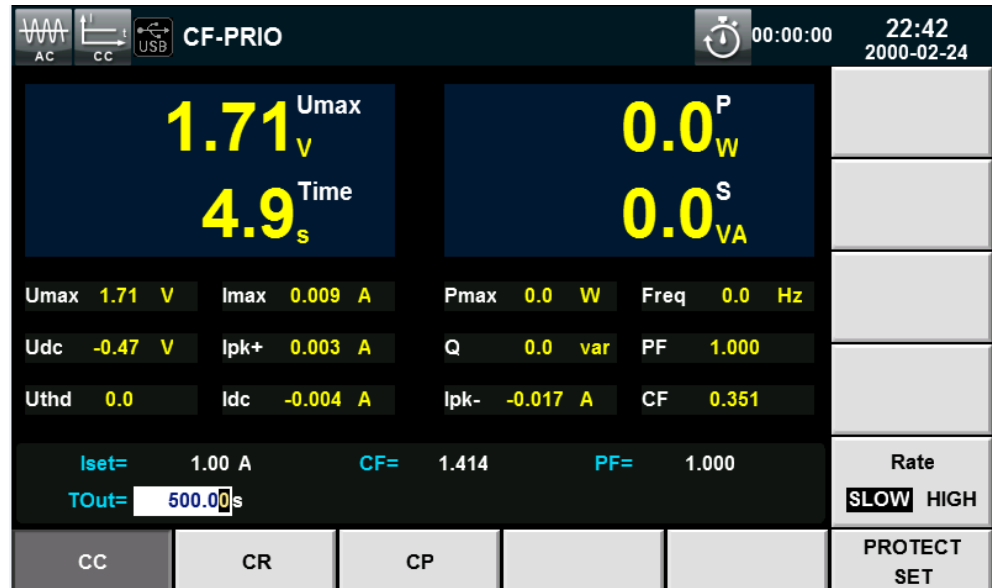 AC CC t USB CF-PRIO 00:00:00 22:42
2000-02-24
1.71 Umax V 0.0 P W
4.9 Time s 0.0 S VA
Umax 1.71 V Imax 0.009 A Pmax 0.0 W Freq 0.0 Hz
Udc -0.47 V Ipk+ 0.003 A Q 0.0 var PF 1.000
Uthd 0.0 Idc -0.004 A Ipk- -0.017 A CF 0.351
Iset= 1.00 A CF= 1.414 PF= 1.000
TOut= 500.00s
Rate
SLOW HIGH
CC CR CP PROTECT
SET